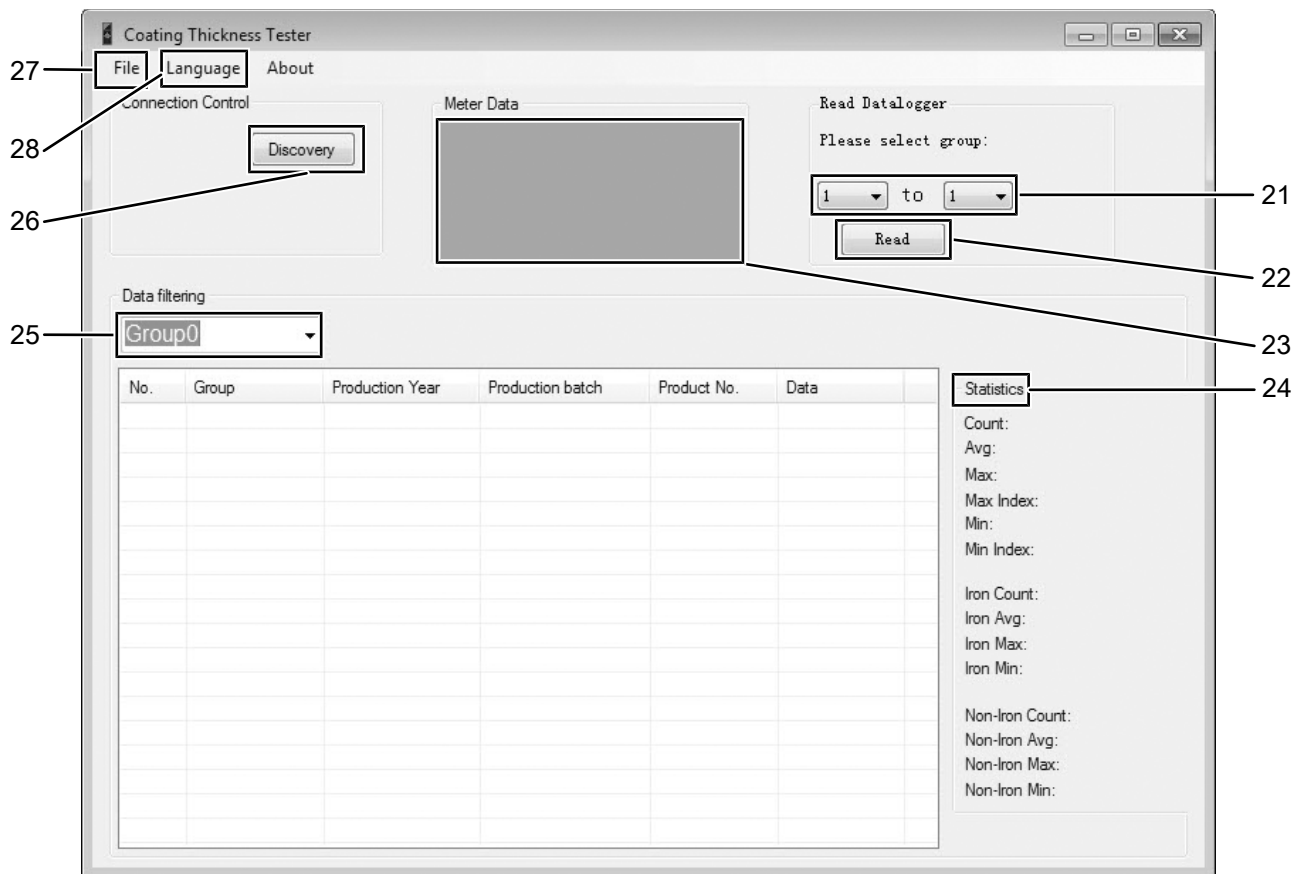 Coating Thickness Tester
27
File Language About
28
Connection Control
Discovery
26
Meter Data
Read Datalogger
Please select group:
1 to 1
21
Read
22
23
Data filtering
25
Group0
No. Group Production Year Production batch Product No. Data
Statistics
24
Count:
Avg:
Max:
Max Index:
Min:
Min Index:
Iron Count:
Iron Avg:
Iron Max:
Iron Min:
Non-Iron Count:
Non-Iron Avg:
Non-Iron Max:
Non-Iron Min: